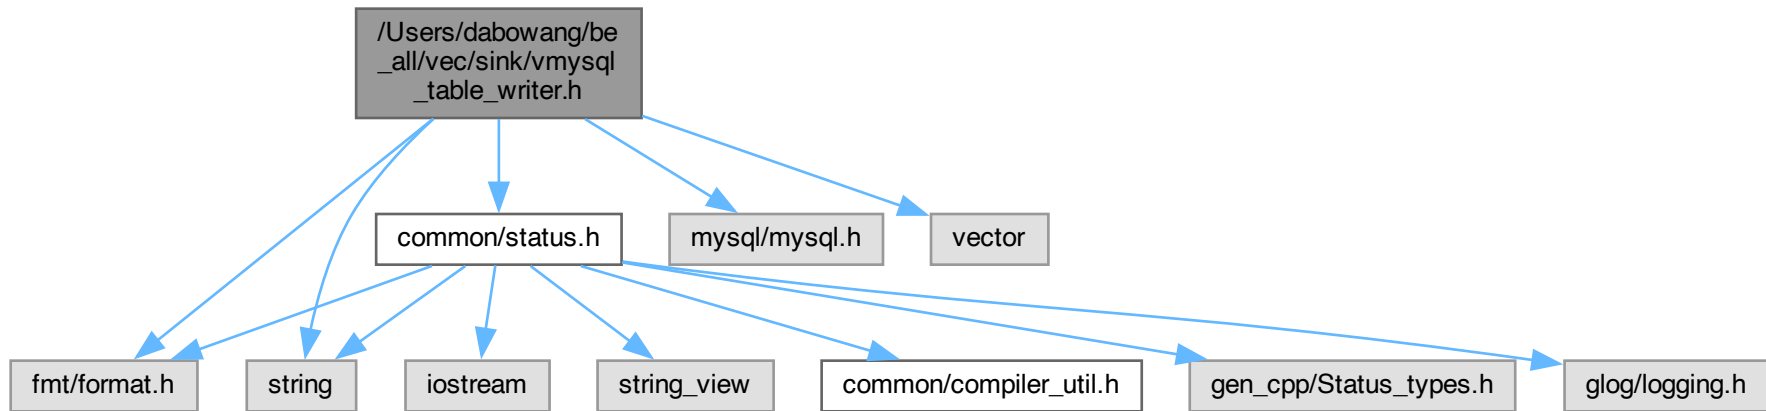 /Users/dabowang/be
_all/vec/sink/vmysql
_table_writer.h
common/status.h
mysql/mysql.h
vector
fmt/format.h
string
iostream
string_view
common/compiler_util.h
gen_cpp/Status_types.h
glog/logging.h